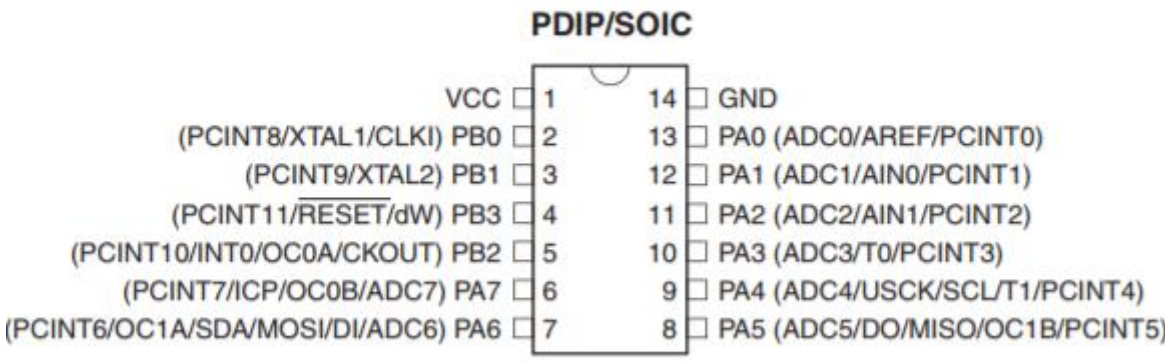 PDIP/SOIC
VCC 1 14 GND
(PCINT8/XTAL1/CLKI) PB0 2 13 PA0 (ADC0/AREF/PCINT0)
(PCINT9/XTAL2) PB1 3 12 PA1 (ADC1/AIN0/PCINT1)
(PCINT11/RESET/dW) PB3 4 11 PA2 (ADC2/AIN1/PCINT2)
(PCINT10/INT0/OC0A/CKOUT) PB2 5 10 PA3 (ADC3/T0/PCINT3)
(PCINT7/ICP/OC0B/ADC7) PA7 6 9 PA4 (ADC4/USCK/SCL/T1/PCINT4)
(PCINT6/OC1A/SDA/MOSI/DI/ADC6) PA6 7 8 PA5 (ADC5/DO/MISO/OC1B/PCINT5)